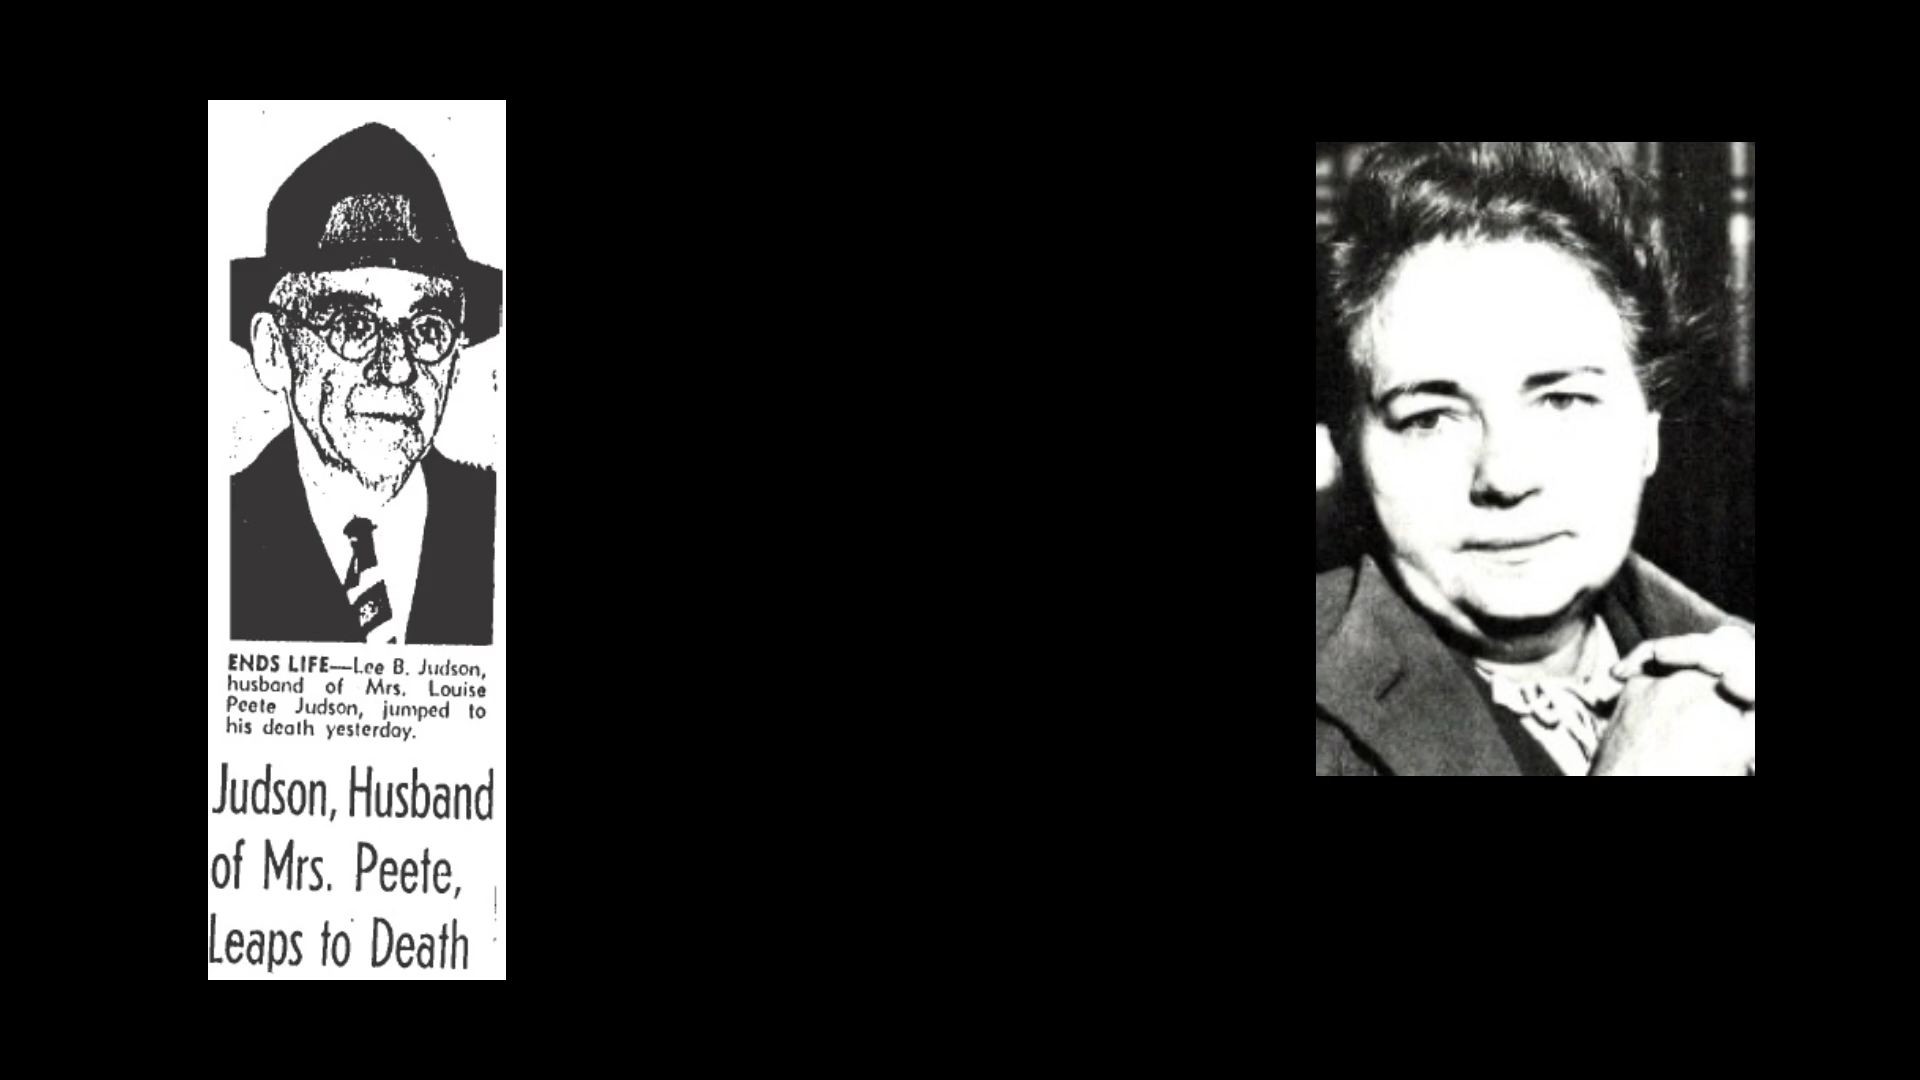 ENDS LIFE—Lee B. Judson,
husband of Mrs. Louise
Peete Judson, jumped to
his death yesterday.
Judson, Husband
of Mrs. Peete,
Leaps to Death